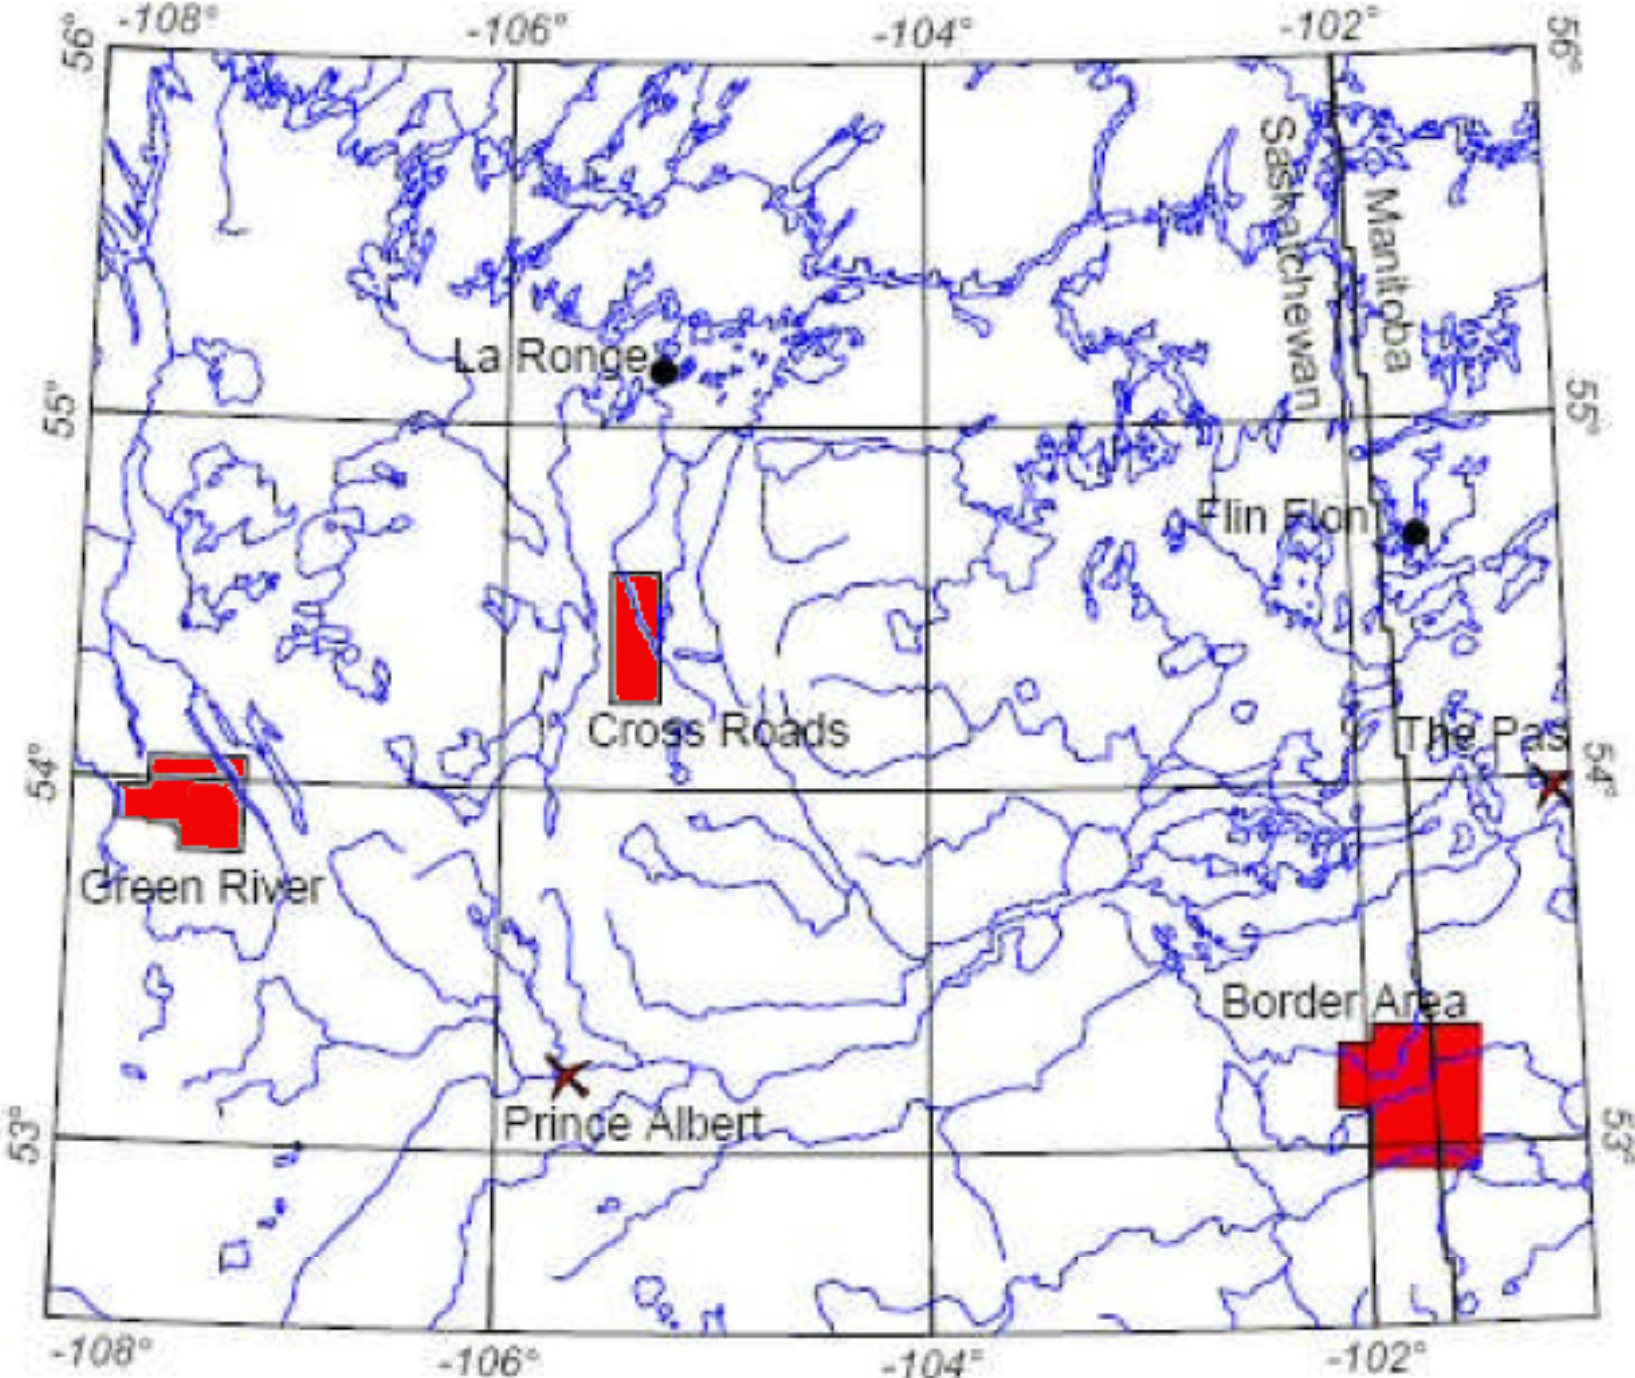 -108° -106° -104° -102°
56° 56°
Saskatchewan
Manitoba
La Ronge
55° 55°
Flin Flon
Cross Roads
The Pas
54° 54°
Green River
Border Area
Prince Albert
53° 53°
-108° -106° -104° -102°